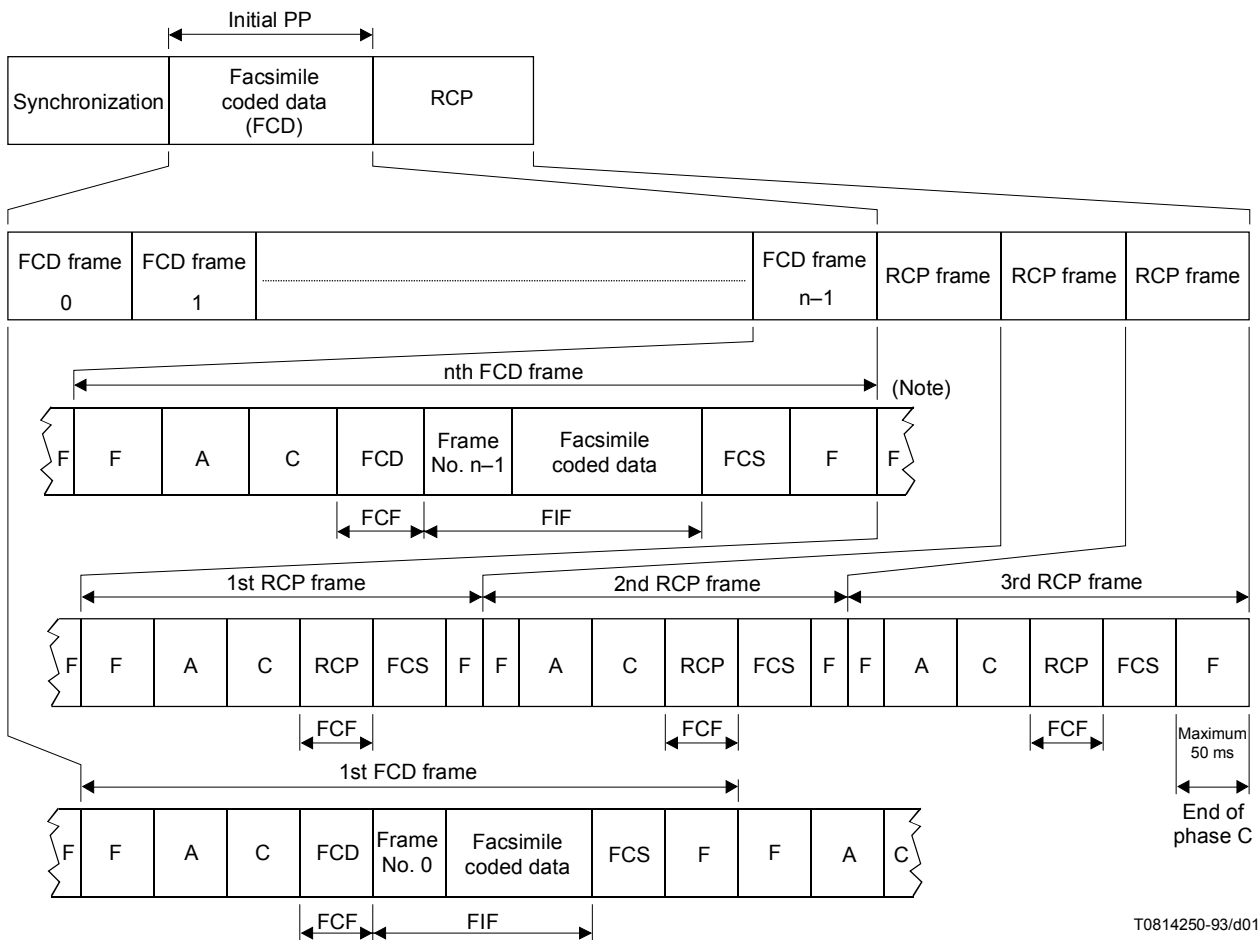 Initial PP
Synchronization
Facsimile
coded data
(FCD)
RCP
FCD frame
0
FCD frame
1
FCD frame
n–1
RCP frame
RCP frame
RCP frame
nth FCD frame
(Note)
F
F
A
C
FCD
Frame
No. n–1
Facsimile
coded data
FCS
F
F
FCF
FIF
1st RCP frame
2nd RCP frame
3rd RCP frame
F
F
A
C
RCP
FCS
F
F
A
C
RCP
FCS
F
F
A
C
RCP
FCS
F
FCF
FCF
FCF
Maximum
50 ms
End of
phase C
1st FCD frame
F
F
A
C
FCD
Frame
No. 0
Facsimile
coded data
FCS
F
F
A
C
FCF
FIF
T0814250-93/d01